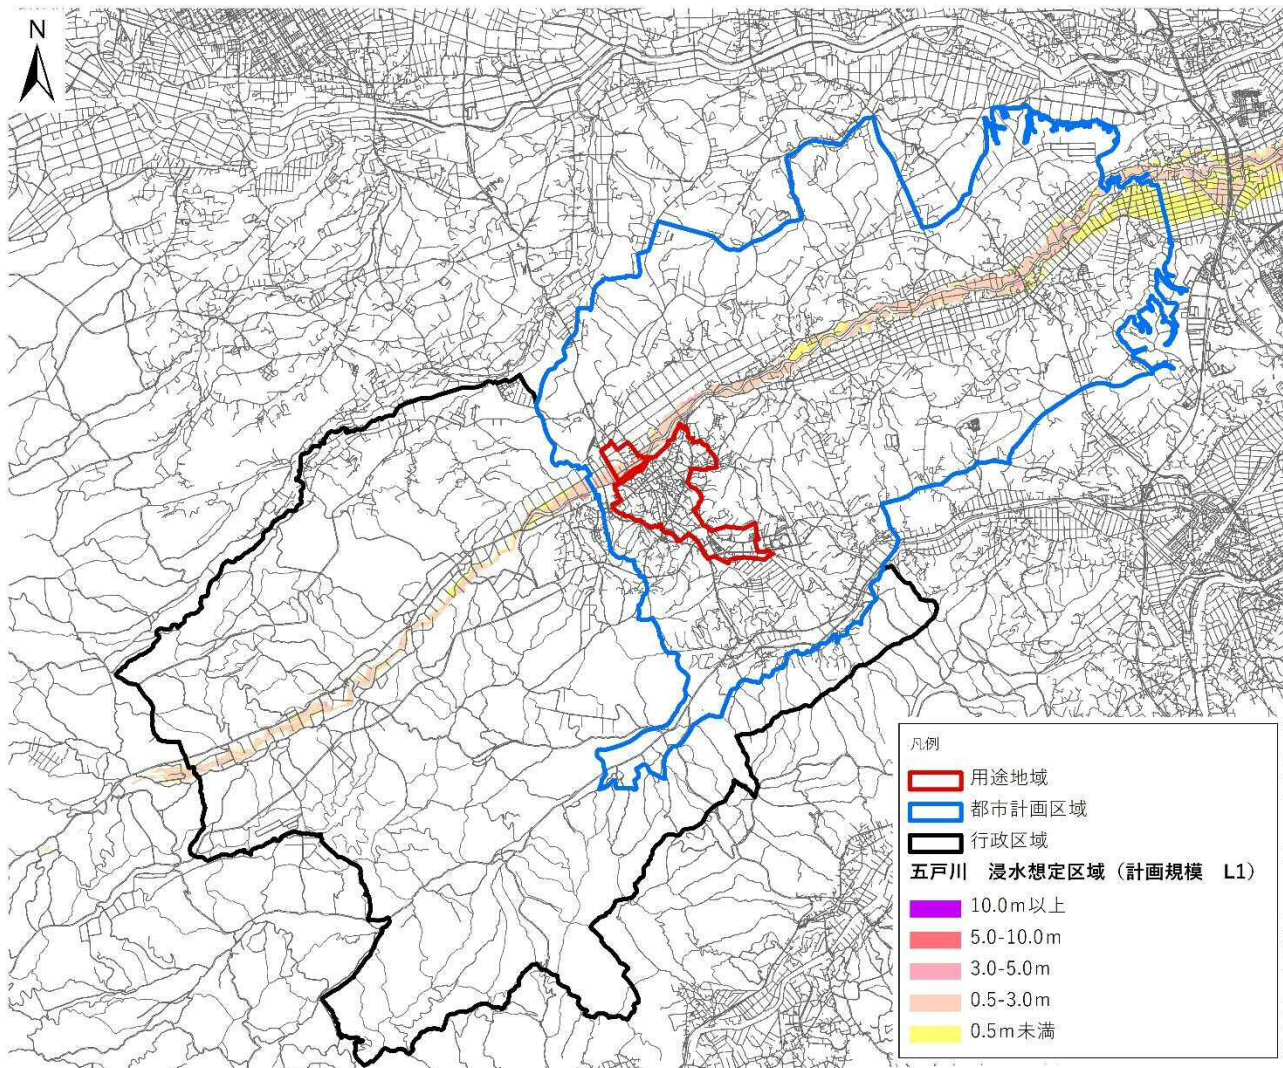 N
凡例
用途地域
都市計画区域
行政区域
五戸川 浸水想定区域（計画規模 L1）
10.0m以上
5.0-10.0m
3.0-5.0m
0.5-3.0m
0.5m未満